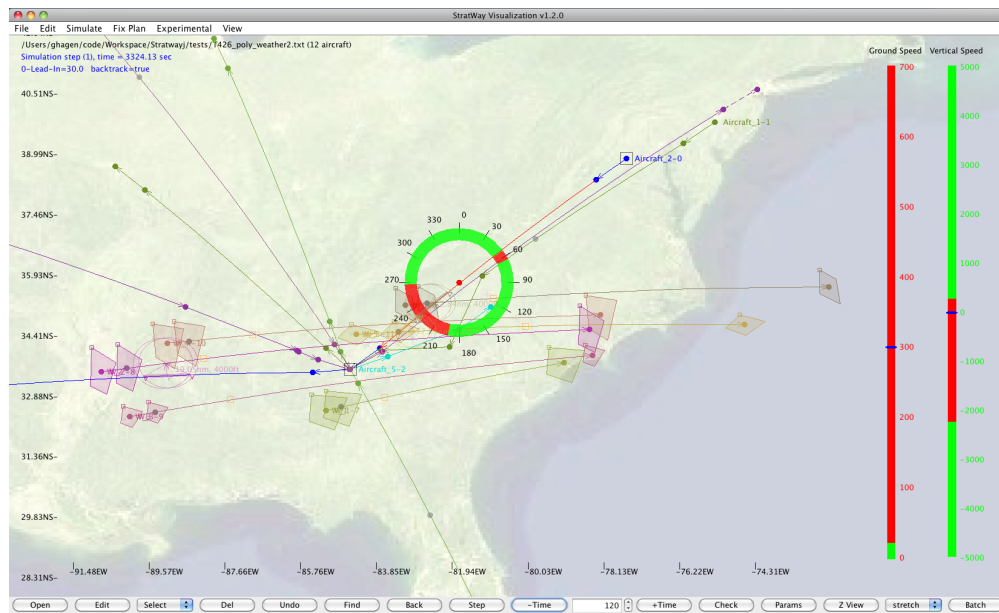 StratWay Visualization v1.2.0
File Edit Simulate Fix Plan Experimental View
/Users/ghagen/code/Workspace/Stratwayj/tests/T426_poly_weather2.txt (12 aircraft)
Simulation step (1), time = 3324.13 sec
0-Lead-In=30.0 backtrack=true
Ground Speed Vertical Speed
700
600
500
400
300
200
100
0
5000
4000
3000
2000
1000
0
-1000
-2000
-3000
-4000
-5000
40.51NS-
38.99NS-
37.46NS-
35.93NS-
34.41NS-
32.88NS-
31.36NS-
29.83NS-
28.31NS-
Aircraft_1-1
Aircraft_2-0
Aircraft_5-2
0
30
60
90
120
150
180
210
240
270
300
330
-91.48EW
-89.57EW
-87.66EW
-85.76EW
-83.85EW
-81.94EW
-80.03EW
-78.13EW
-76.22EW
-74.31EW
Open Edit Select Del Undo Find Back Step -Time 120 +Time Check Params Z View stretch Batch